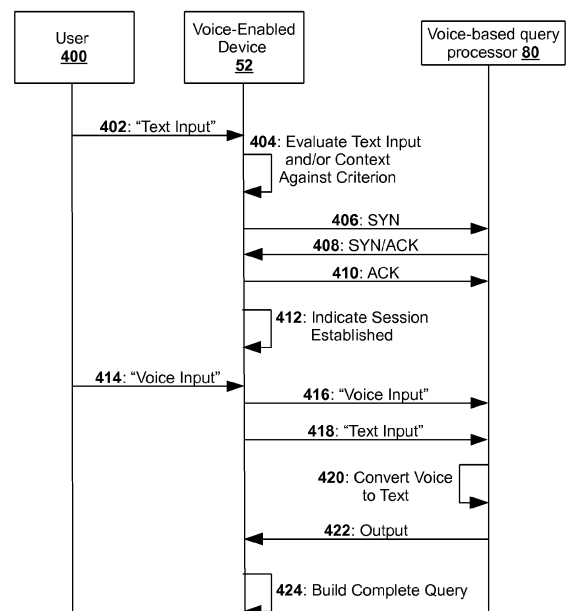 User
400
Voice-Enabled
Device
52
Voice-based query
processor 80
402: “Text Input”
404: Evaluate Text Input
and/or Context
Against Criterion
406: SYN
408: SYN/ACK
410: ACK
412: Indicate Session
Established
414: “Voice Input”
416: “Voice Input”
418: “Text Input”
420: Convert Voice
to Text
422: Output
424: Build Complete Query